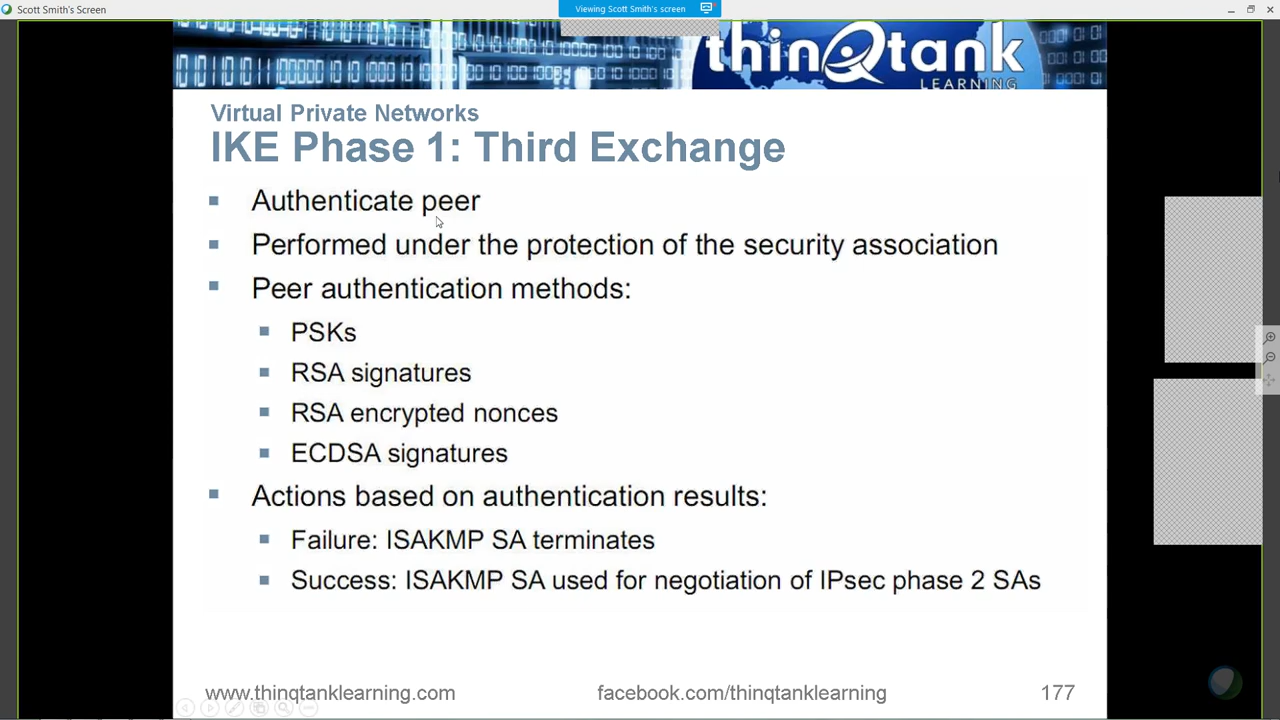 Scott Smith's Screen
Viewing Scott Smith's screen
thinQtank
LEARNING
Virtual Private Networks
IKE Phase 1: Third Exchange
Authenticate peer
Performed under the protection of the security association
Peer authentication methods:
PSKs
RSA signatures
RSA encrypted nonces
ECDSA signatures
Actions based on authentication results:
Failure: ISAKMP SA terminates
Success: ISAKMP SA used for negotiation of IPsec phase 2 SAs
www.thinqtanklearning.com
facebook.com/thinqtanklearning
177